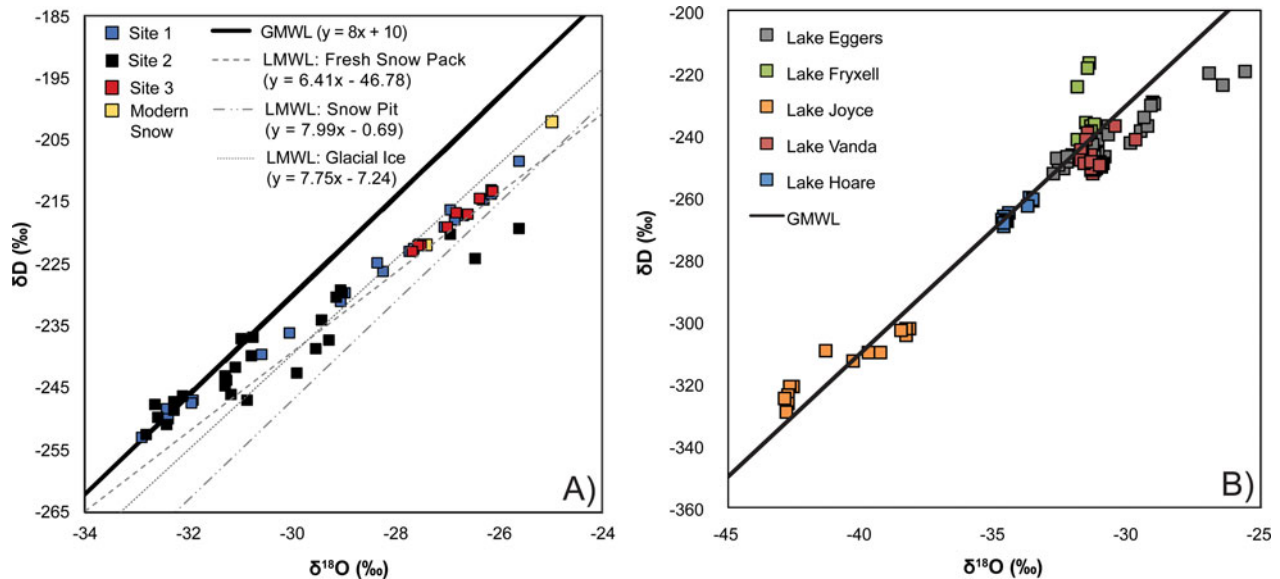 -185
-195
-205
-215
-225
-235
-245
-255
-265
δD (‰)
Site 1
Site 2
Site 3
Modern
Snow
GMWL (y = 8x + 10)
LMWL: Fresh Snow Pack
(y = 6.41x - 46.78)
LMWL: Snow Pit
(y = 7.99x - 0.69)
LMWL: Glacial Ice
(y = 7.75x - 7.24)
A)
-34 -32 -30 -28 -26 -24
δ¹⁸O (‰)
-200
-220
-240
-260
-280
-300
-320
-340
-360
δD (‰)
Lake Eggers
Lake Fryxell
Lake Joyce
Lake Vanda
Lake Hoare
GMWL
B)
-45 -40 -35 -30 -25
δ¹⁸O (‰)